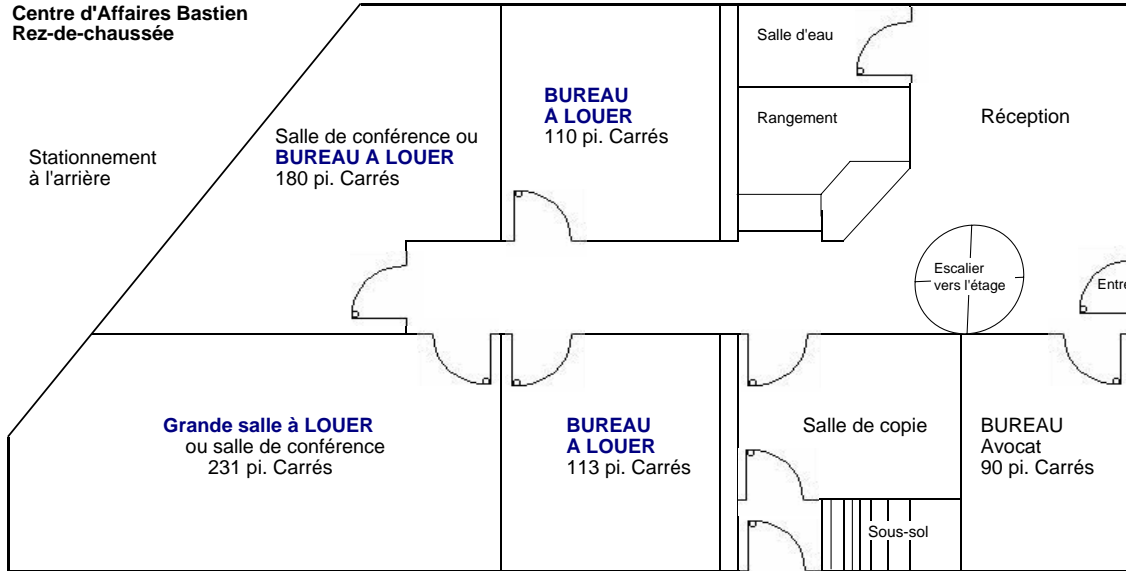 Centre d'Affaires Bastien
Rez-de-chaussée
Stationnement
à l'arrière
Salle de conférence ou
BUREAU A LOUER
180 pi. Carrés
BUREAU
A LOUER
110 pi. Carrés
Salle d'eau
Rangement
Réception
Escalier
vers l'étage
Entre
Grande salle à LOUER
ou salle de conférence
231 pi. Carrés
BUREAU
A LOUER
113 pi. Carrés
Salle de copie
Sous-sol
BUREAU
Avocat
90 pi. Carrés